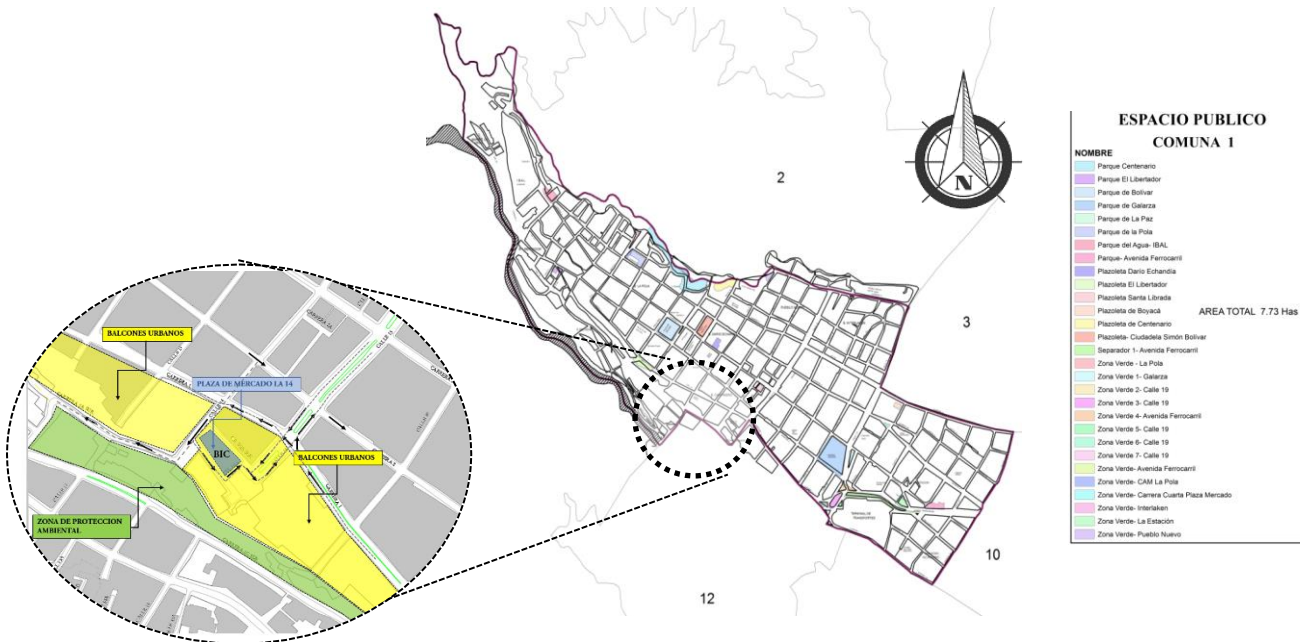 2
3
10
12
N
ESPACIO PUBLICO
COMUNA 1
NOMBRE
Parque Centenario
Parque El Libertador
Parque de Bolívar
Parque de Galarza
Parque de La Paz
Parque de la Pola
Parque del Agua- IBAL
Parque- Avenida Ferrocarril
Plazoleta Darío Echandía
Plazoleta El Libertador
Plazoleta Santa Librada
Plazoleta de Boyacá
AREA TOTAL 7.73 Has
Plazoleta de Centenario
Plazoleta- Ciudadela Simón Bolívar
Separador 1- Avenida Ferrocarril
Zona Verde - La Pola
Zona Verde 1- Galarza
Zona Verde 2- Calle 19
Zona Verde 3- Calle 19
Zona Verde 4- Avenida Ferrocarril
Zona Verde 5- Calle 19
Zona Verde 6- Calle 19
Zona Verde 7- Calle 19
Zona Verde- Avenida Ferrocarril
Zona Verde- CAM La Pola
Zona Verde- Carrera Cuarta Plaza Mercado
Zona Verde- Interlaken
Zona Verde- La Estación
Zona Verde- Pueblo Nuevo
BALCONES URBANOS
PLAZA DE MERCADO LA 14
BIC
BALCONES URBANOS
ZONA DE PROTECCION
AMBIENTAL
TERMINAL DE
TRANSPORTES